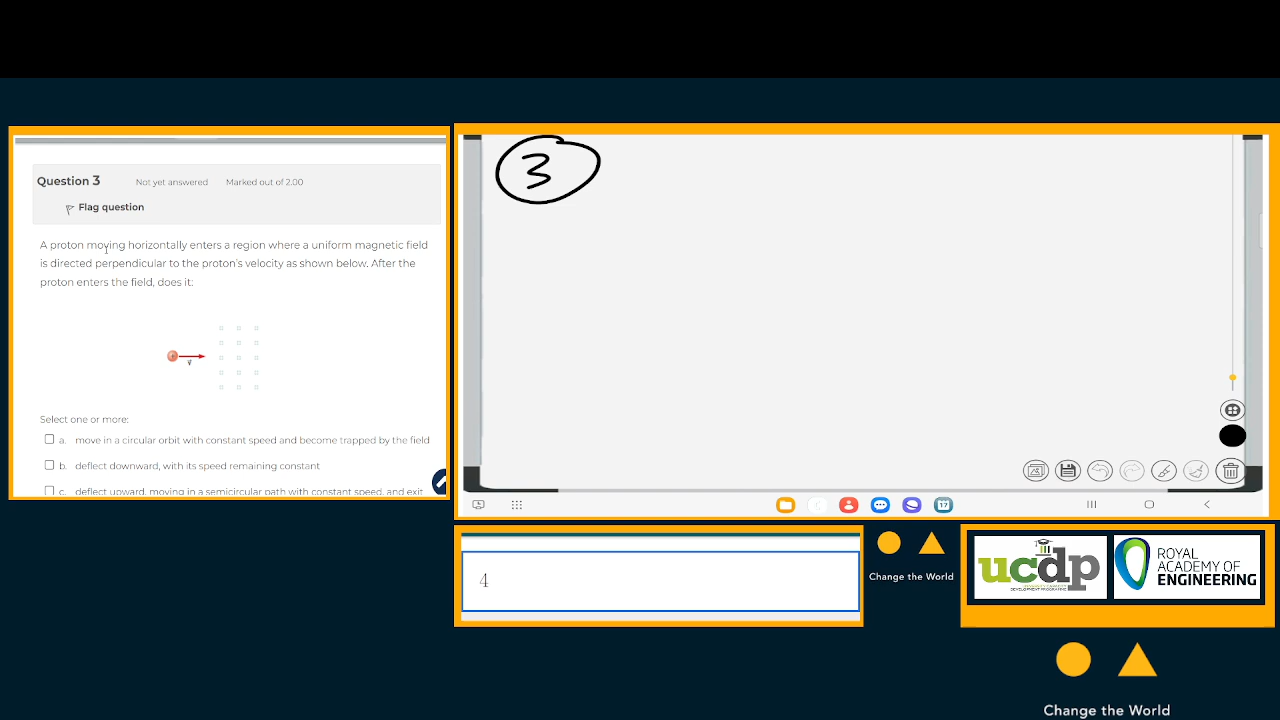 Question 3 Not yet answered Marked out of 2.00
Flag question
A proton moving horizontally enters a region where a uniform magnetic field
is directed perpendicular to the proton's velocity as shown below. After the
proton enters the field, does it:
v
Select one or more:
a. move in a circular orbit with constant speed and become trapped by the field
b. deflect downward, with its speed remaining constant
c. deflect upward, moving in a semicircular path with constant speed, and exit
3
17
4
Change the World
ucdp
ROYAL
ACADEMY OF
ENGINEERING
Change the World